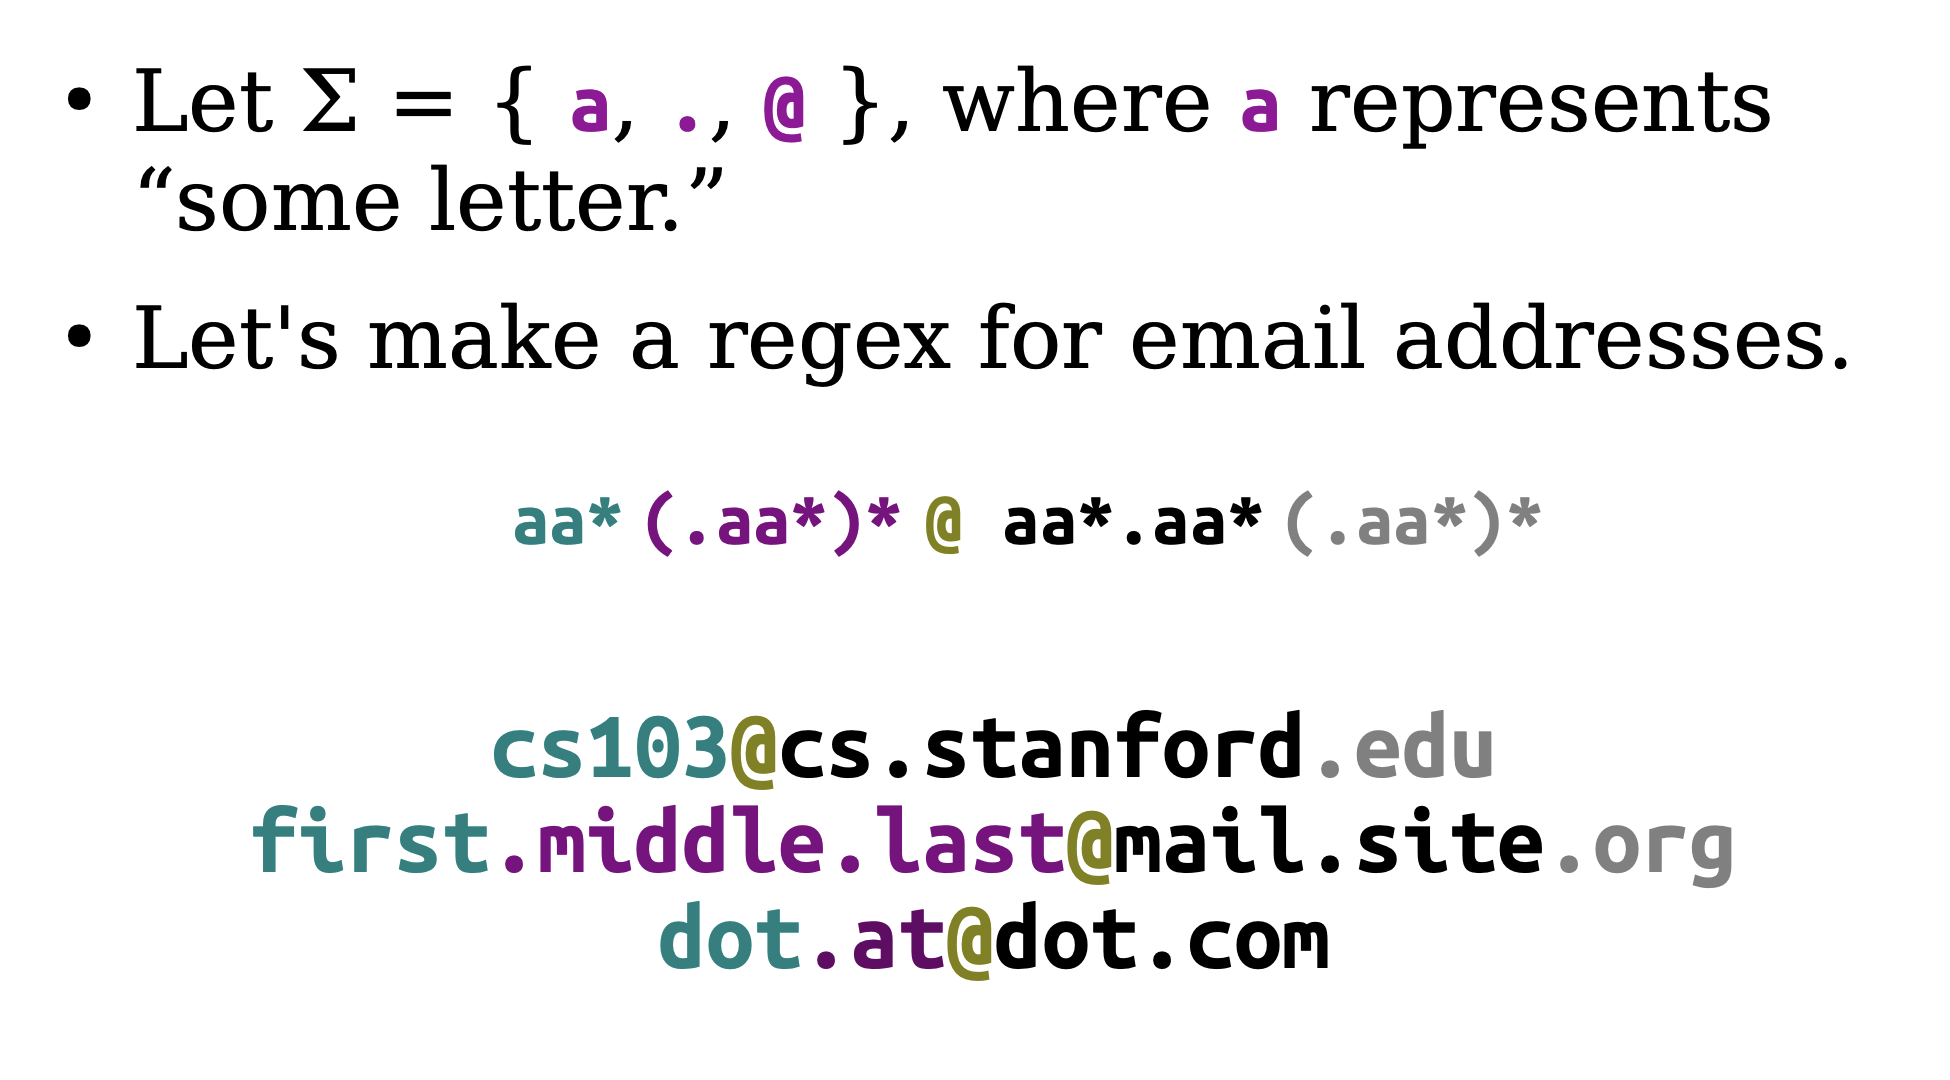 • Let Σ = { a, ., @ }, where a represents
“some letter.”
• Let's make a regex for email addresses.
aa* (.aa*)* @ aa*.aa* (.aa*)*
cs103@cs.stanford.edu
first.middle.last@mail.site.org
dot.at@dot.com